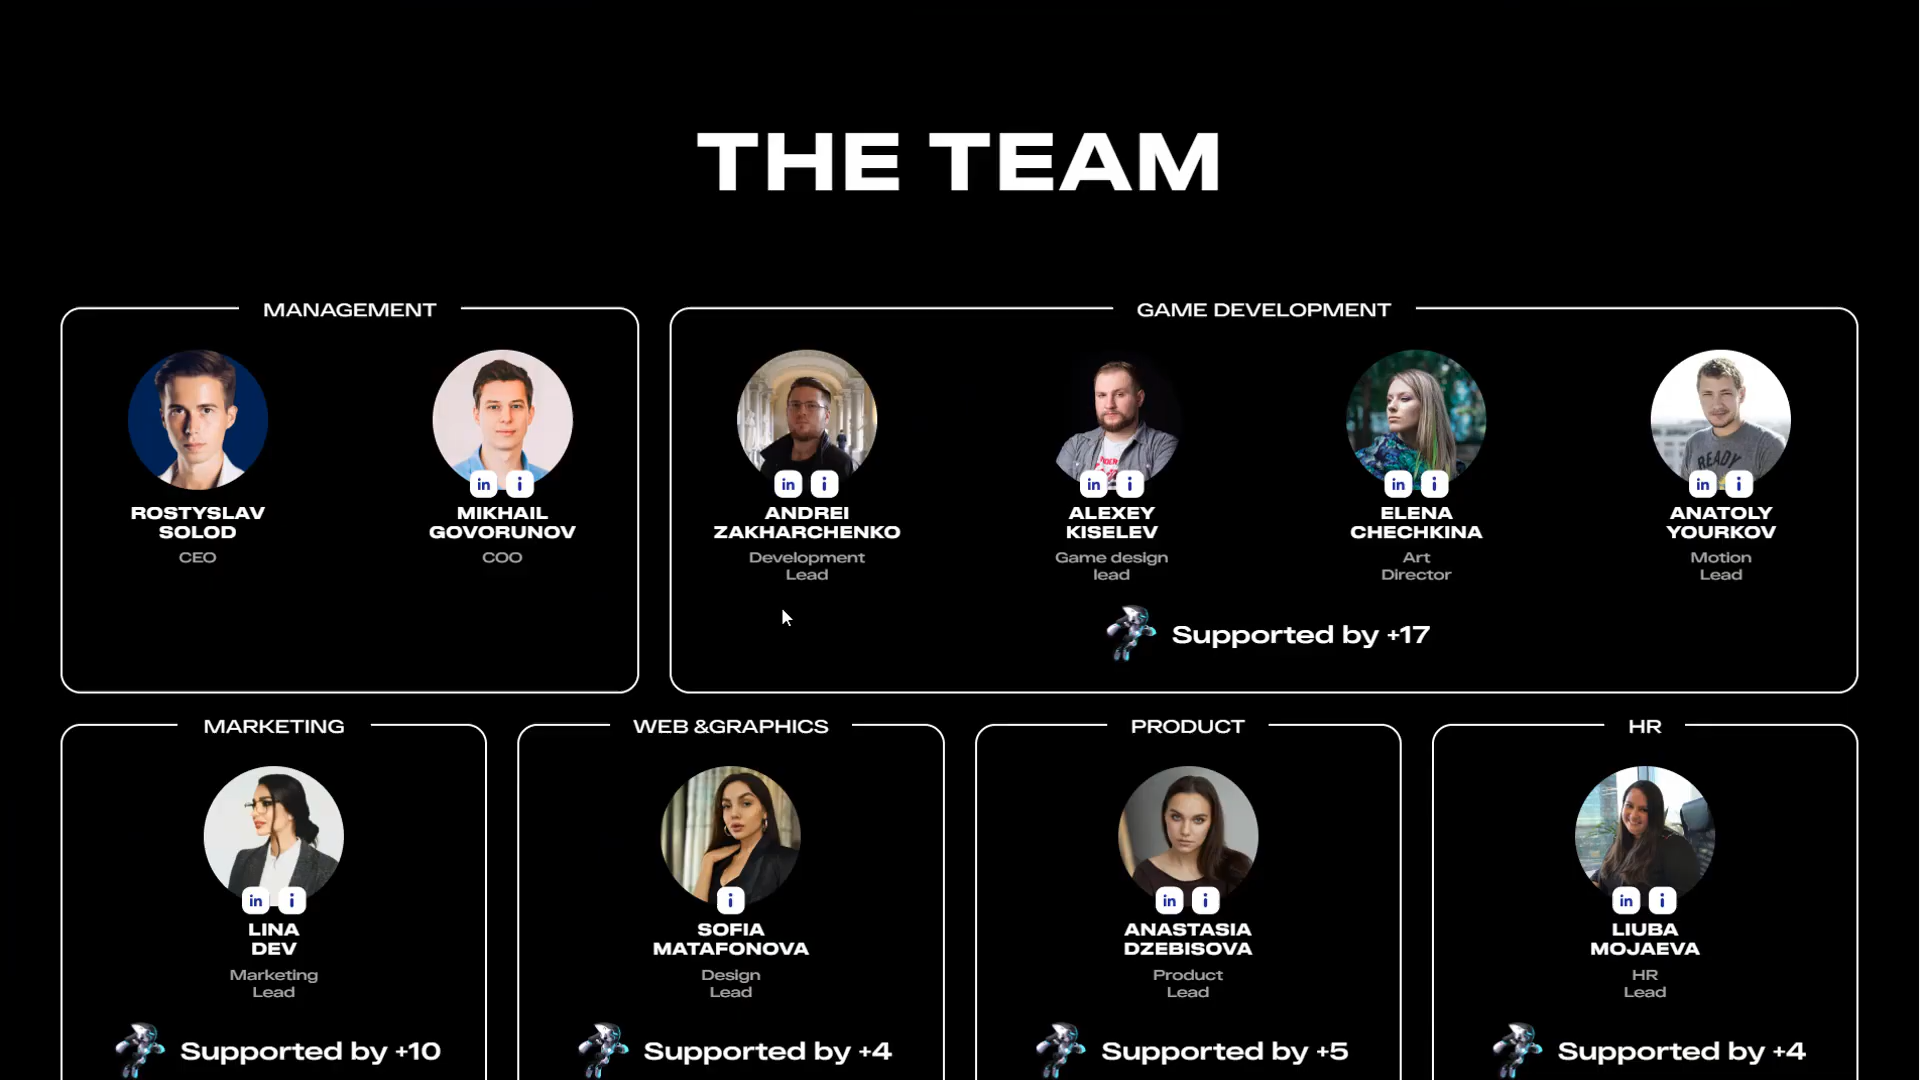 THE TEAM
MANAGEMENT
ROSTYSLAV
SOLOD
CEO
in i
MIKHAIL
GOVORUNOV
COO
GAME DEVELOPMENT
in i
ANDREI
ZAKHARCHENKO
Development
Lead
in i
ALEXEY
KISELEV
Game design
lead
in i
ELENA
CHECHKINA
Art
Director
READY
in i
ANATOLY
YOURKOV
Motion
Lead
Supported by +17
MARKETING
in i
LINA
DEV
Marketing
Lead
Supported by +10
WEB &GRAPHICS
i
SOFIA
MATAFONOVA
Design
Lead
Supported by +4
PRODUCT
in i
ANASTASIA
DZEBISOVA
Product
Lead
Supported by +5
HR
in i
LIUBA
MOJAEVA
HR
Lead
Supported by +4